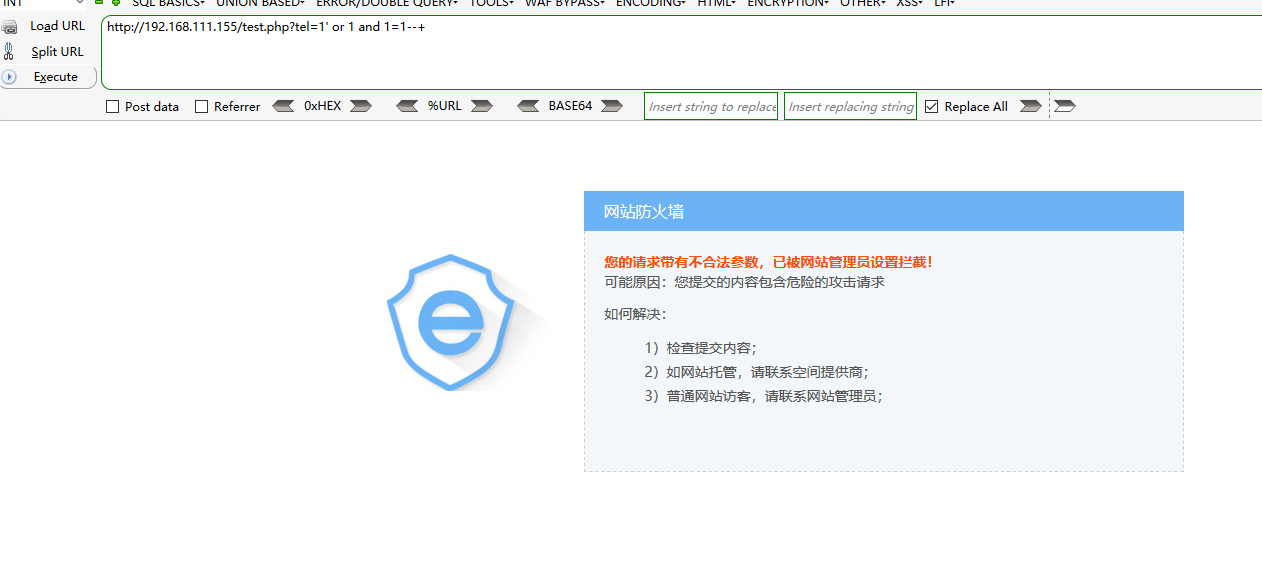 INT SQL BASICS UNION BASED ERROR/DOUBLE QUERY TOOLS WAF BYPASS ENCODING HTML ENCRYPTION OTHER XSS LFI
Load URL
http://192.168.111.155/test.php?tel=1' or 1 and 1=1--+
Split URL
Execute
Post data Referrer 0xHEX %URL BASE64 Insert string to replace Insert replacing string Replace All
网站防火墙
您的请求带有不合法参数，已被网站管理员设置拦截！
可能原因：您提交的内容包含危险的攻击请求
如何解决：
1）检查提交内容；
2）如网站托管，请联系空间提供商；
3）普通网站访客，请联系网站管理员；